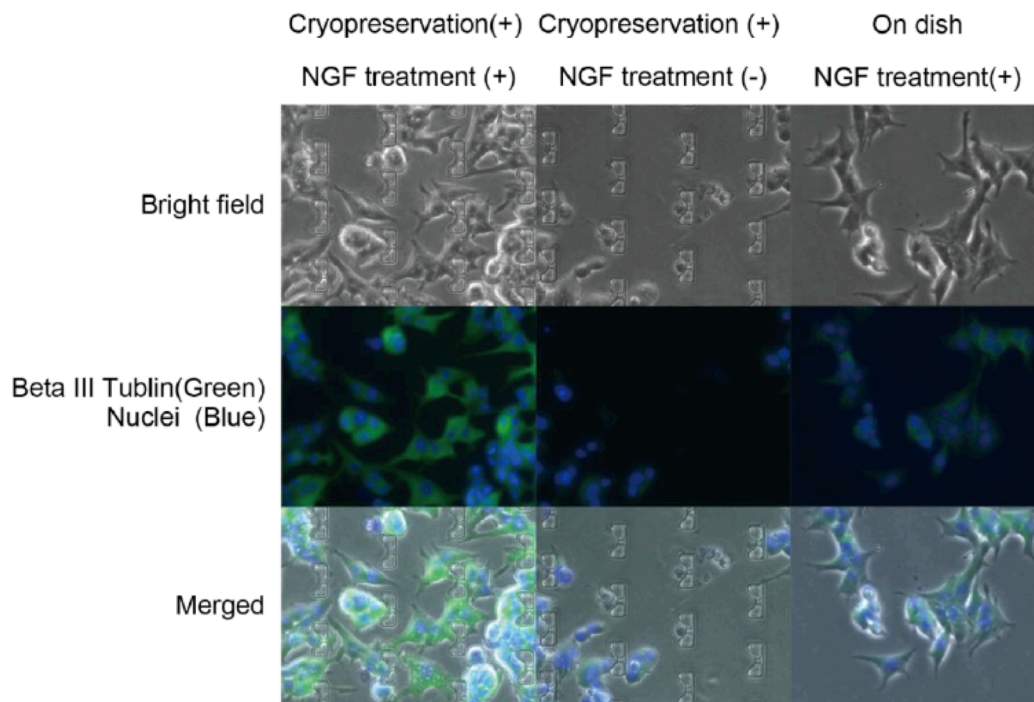 Cryopreservation(+) Cryopreservation (+) On dish
NGF treatment (+) NGF treatment (-) NGF treatment(+)
Bright field
Beta III Tublin(Green)
Nuclei (Blue)
Merged